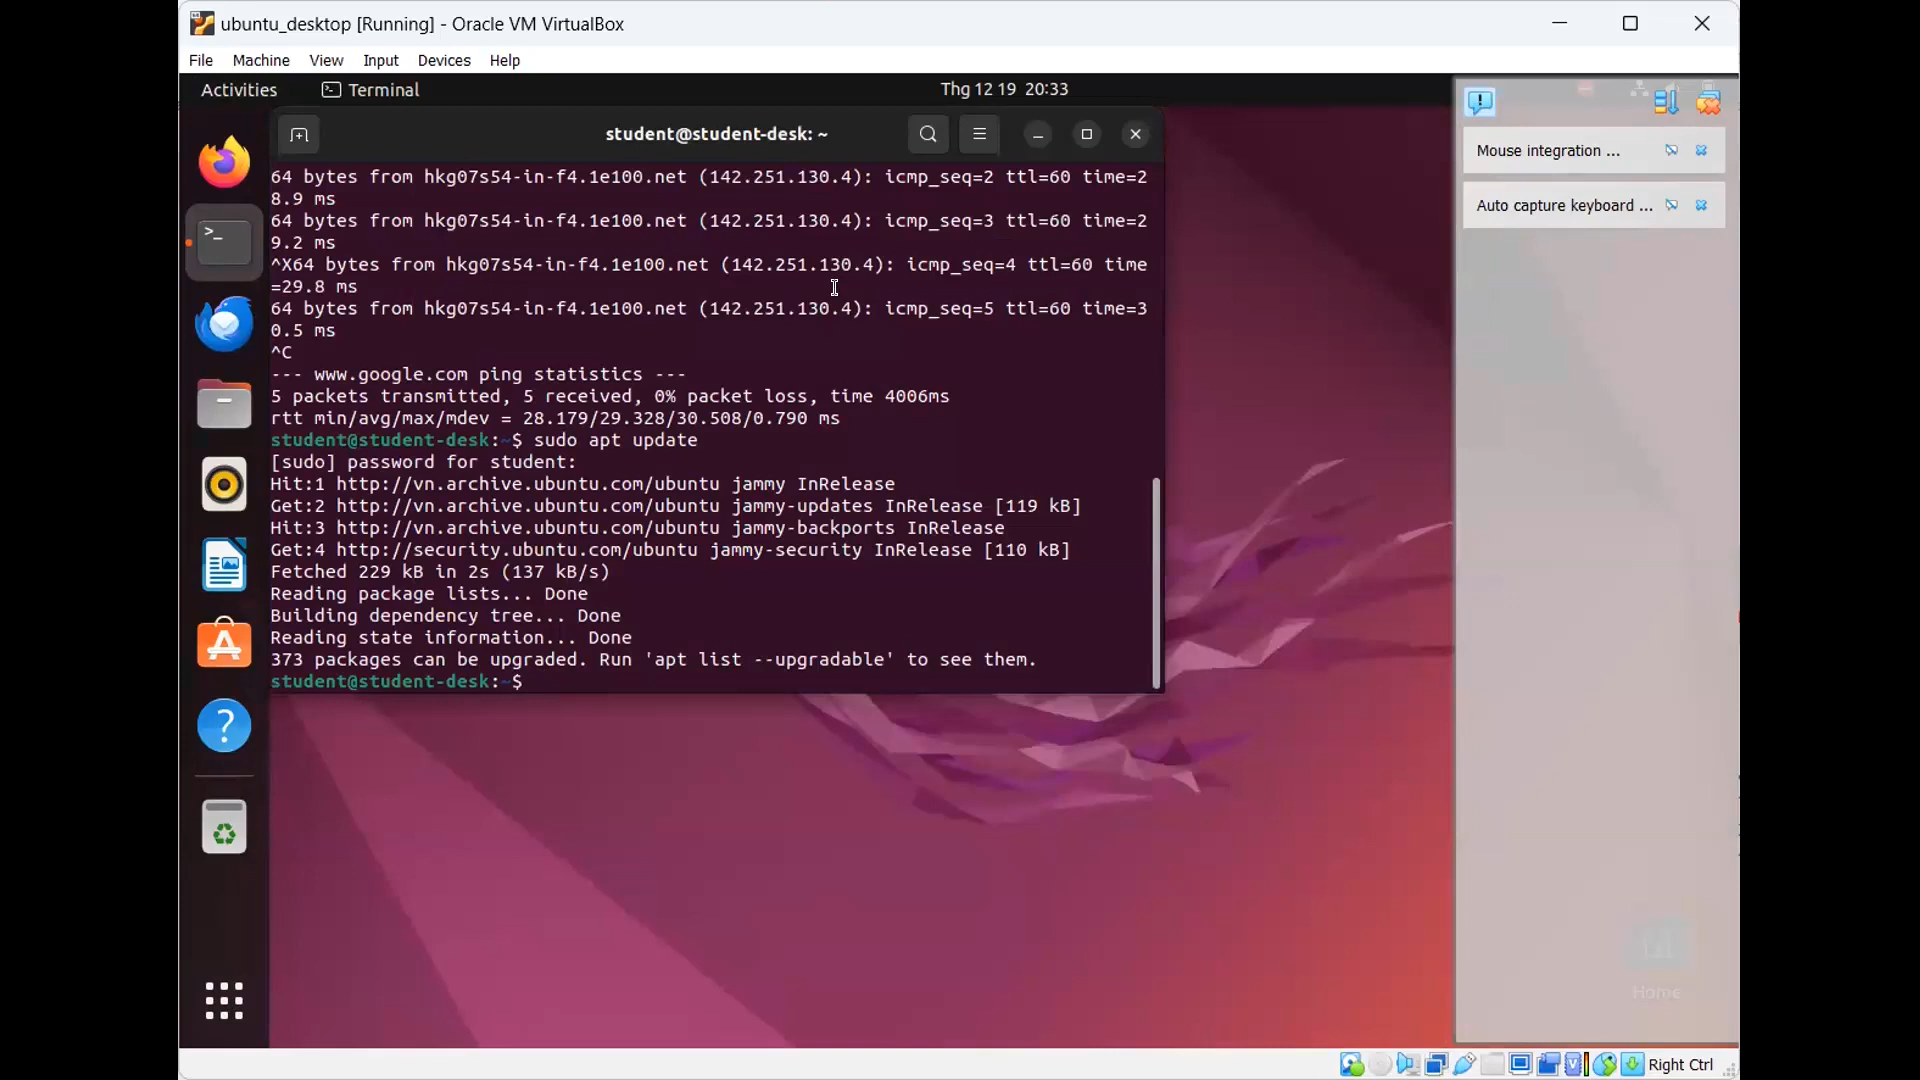 ubuntu_desktop [Running] - Oracle VM VirtualBox
File Machine View Input Devices Help
Activities Terminal Thg 12 19 20:33
student@student-desk: ~
64 bytes from hkg07s54-in-f4.1e100.net (142.251.130.4): icmp_seq=2 ttl=60 time=2
8.9 ms
64 bytes from hkg07s54-in-f4.1e100.net (142.251.130.4): icmp_seq=3 ttl=60 time=2
9.2 ms
^X64 bytes from hkg07s54-in-f4.1e100.net (142.251.130.4): icmp_seq=4 ttl=60 time
=29.8 ms
64 bytes from hkg07s54-in-f4.1e100.net (142.251.130.4): icmp_seq=5 ttl=60 time=3
0.5 ms
^C
--- www.google.com ping statistics ---
5 packets transmitted, 5 received, 0% packet loss, time 4006ms
rtt min/avg/max/mdev = 28.179/29.328/30.508/0.790 ms
student@student-desk:~$ sudo apt update
[sudo] password for student:
Hit:1 http://vn.archive.ubuntu.com/ubuntu jammy InRelease
Get:2 http://vn.archive.ubuntu.com/ubuntu jammy-updates InRelease [119 kB]
Hit:3 http://vn.archive.ubuntu.com/ubuntu jammy-backports InRelease
Get:4 http://security.ubuntu.com/ubuntu jammy-security InRelease [110 kB]
Fetched 229 kB in 2s (137 kB/s)
Reading package lists... Done
Building dependency tree... Done
Reading state information... Done
373 packages can be upgraded. Run 'apt list --upgradable' to see them.
student@student-desk:~$
Mouse integration ...
Auto capture keyboard ...
Home
Right Ctrl